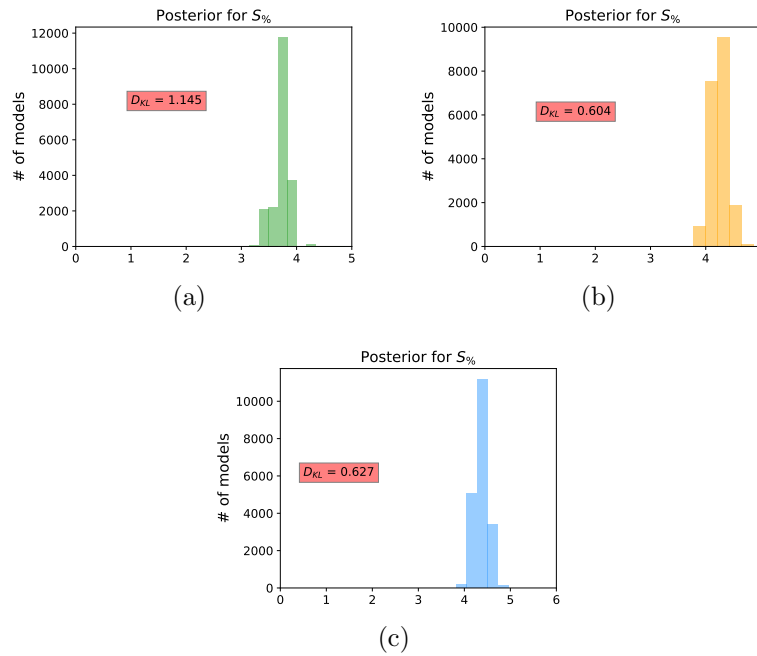 Posterior for S%
# of models
12000
10000
8000
6000
4000
2000
0
D_KL = 1.145
0 1 2 3 4 5
(a)
Posterior for S%
# of models
10000
8000
6000
4000
2000
0
D_KL = 0.604
0 1 2 3 4
(b)
Posterior for S%
# of models
10000
8000
6000
4000
2000
0
D_KL = 0.627
0 1 2 3 4 5 6
(c)